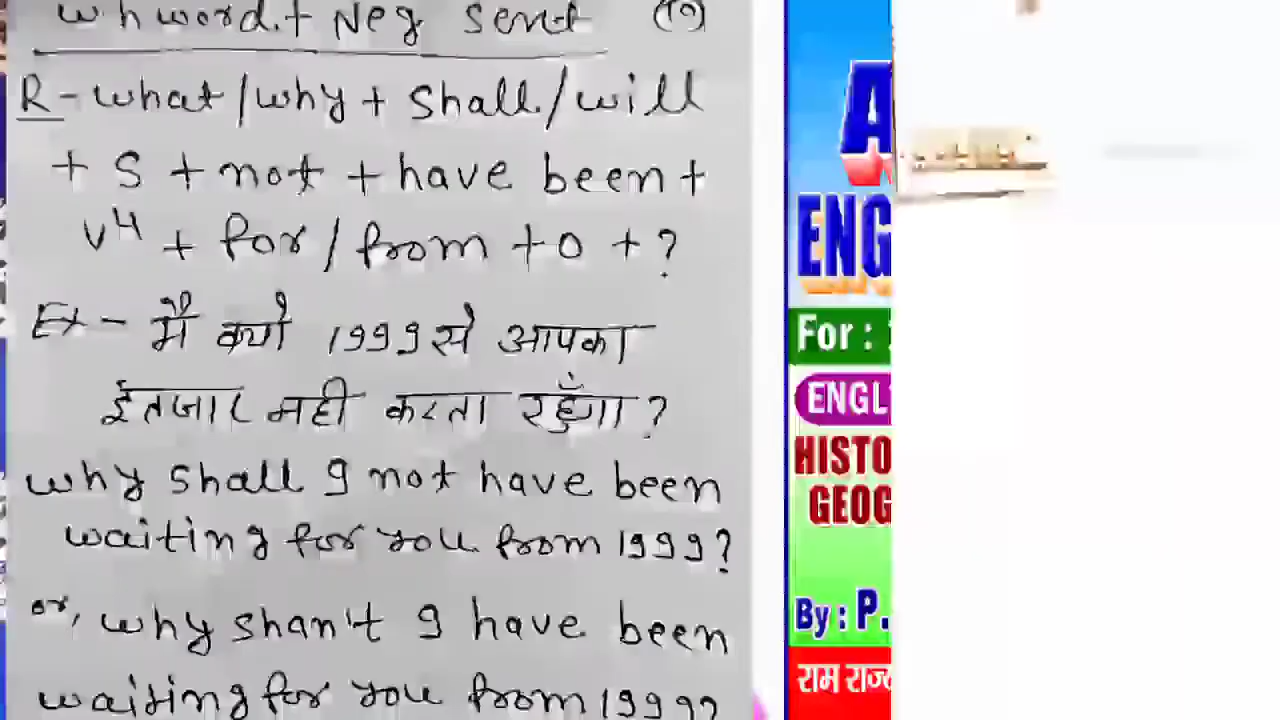 wh word + Neg Sent (10)
R - what/why + Shall/will
+ S + not + have been +
V4 + for/from + O + ?
Ex - मैं क्यों 1999 से आपका
इंतजार नही करता रहूँगा ?
why shall I not have been
waiting for you from 1999?
or, why shan't I have been
waiting for you from 1999?
A
ENG
For :
ENGL
HISTO
GEOG
By : P.
राम राज्य